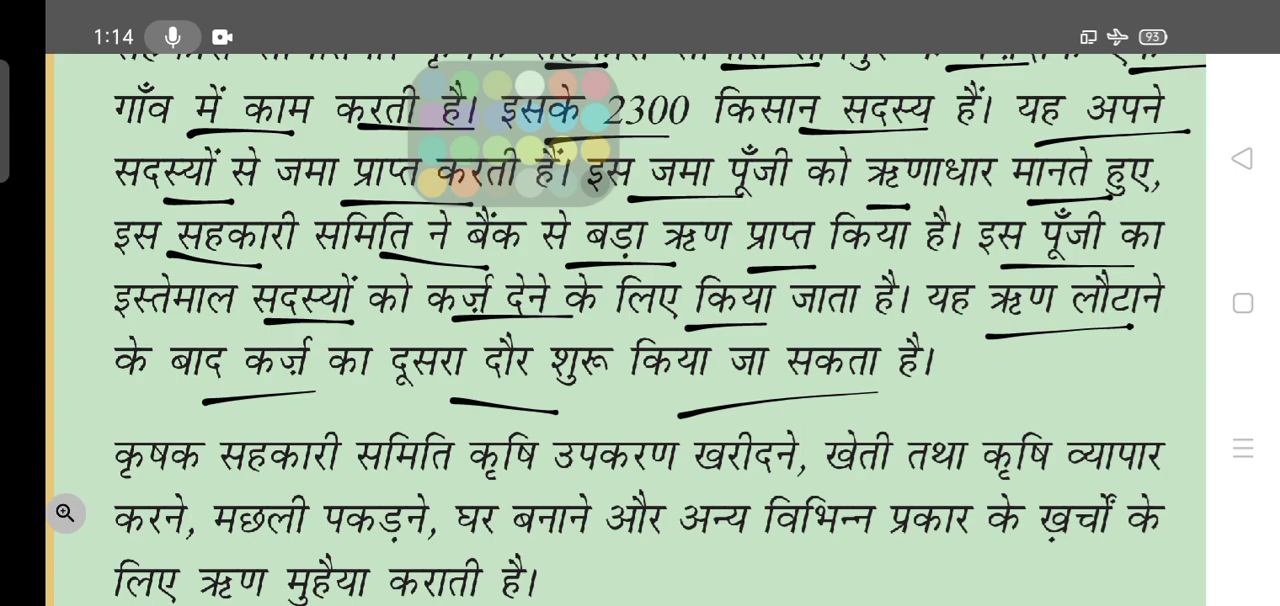 1:14
93
गाँव में काम करती है। इसके 2300 किसान सदस्य हैं। यह अपने
सदस्यों से जमा प्राप्त करती हैं। इस जमा पूँजी को ऋणाधार मानते हुए,
इस सहकारी समिति ने बैंक से बड़ा ऋण प्राप्त किया है। इस पूँजी का
इस्तेमाल सदस्यों को कर्ज़ देने के लिए किया जाता है। यह ऋण लौटाने
के बाद कर्ज़ का दूसरा दौर शुरू किया जा सकता है।
कृषक सहकारी समिति कृषि उपकरण खरीदने, खेती तथा कृषि व्यापार
करने, मछली पकड़ने, घर बनाने और अन्य विभिन्न प्रकार के ख़र्चों के
लिए ऋण मुहैया कराती है।